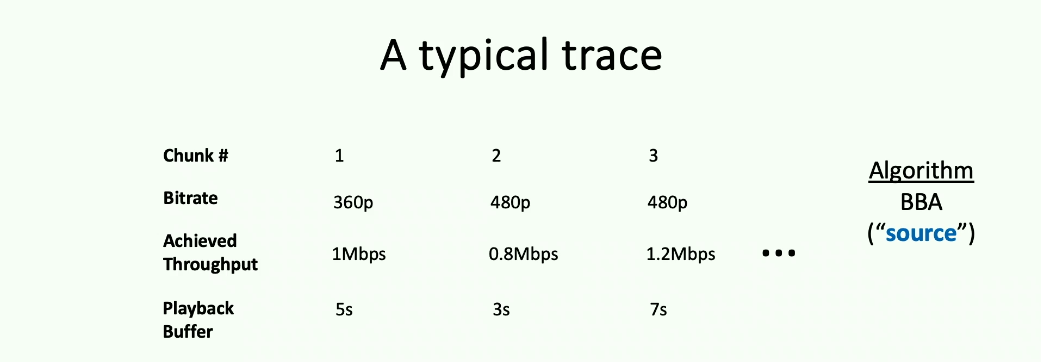 A typical trace
Chunk # 1 2 3
Bitrate 360p 480p 480p
Achieved
Throughput 1Mbps 0.8Mbps 1.2Mbps •••
Playback
Buffer 5s 3s 7s
Algorithm
BBA
(“source”)